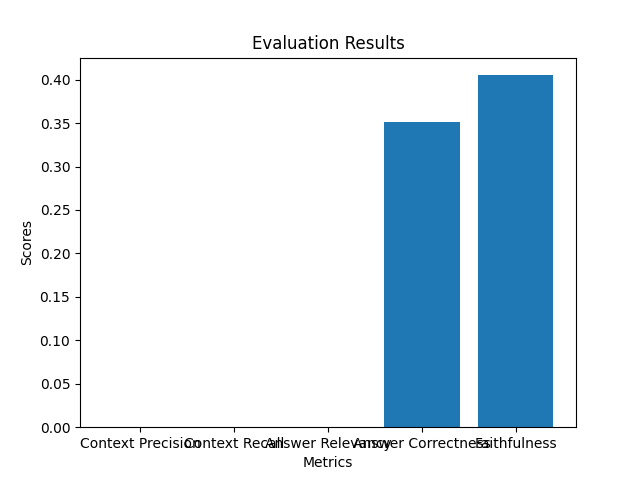 Evaluation Results
0.40
0.35
0.30
0.25
0.20
0.15
0.10
0.05
0.00
Scores
Context Precision Context Recall Answer Relevancy Answer Correctness Faithfulness
Metrics